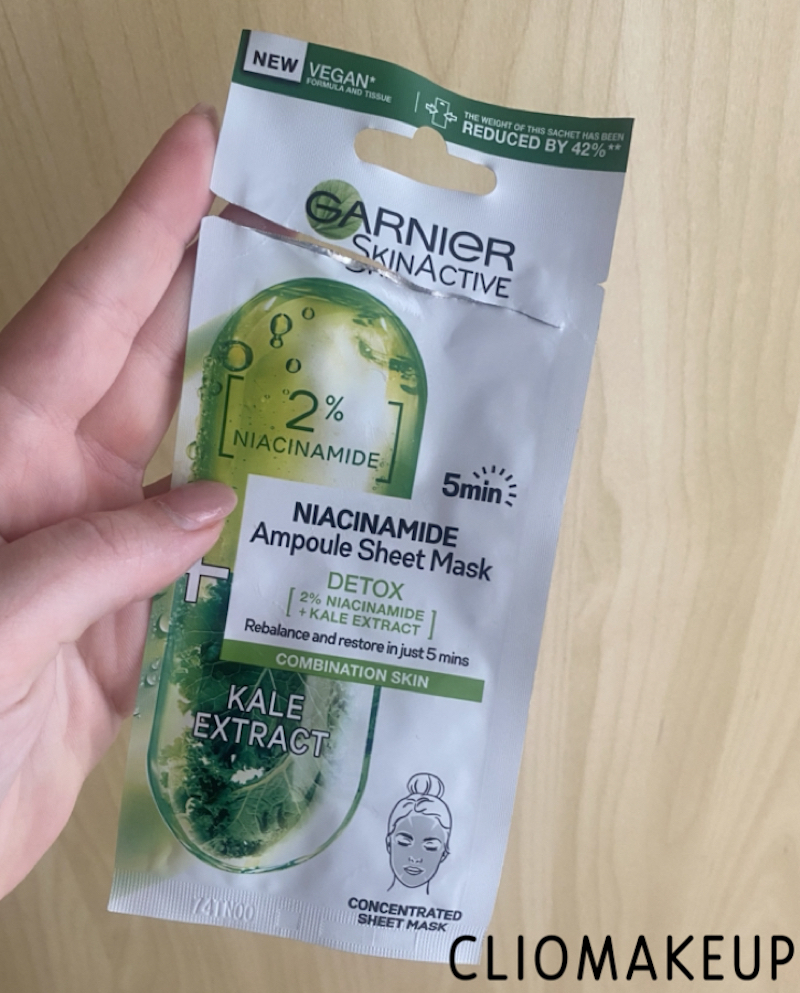 NEW
VEGAN*
FORMULA AND TISSUE
THE WEIGHT OF THIS SACHET HAS BEEN
REDUCED BY 42%**
GARNIER
SKINACTIVE
2%
NIACINAMIDE
5min
NIACINAMIDE
Ampoule Sheet Mask
DETOX
2% NIACINAMIDE
+ KALE EXTRACT
Rebalance and restore in just 5 mins
COMBINATION SKIN
+
KALE
EXTRACT
CONCENTRATED
SHEET MASK
CLIOMAKEUP